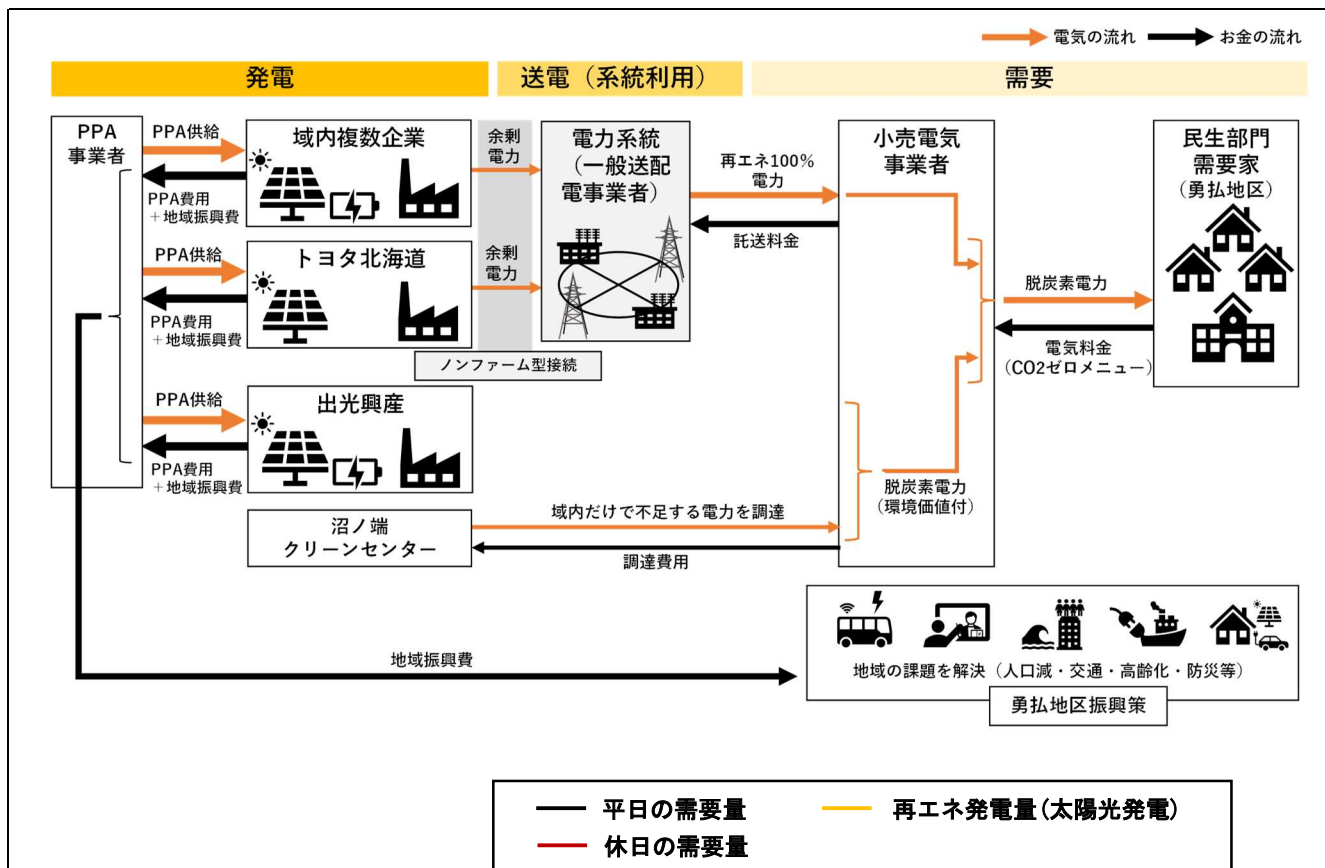 電気の流れ
お金の流れ
発電
送電（系統利用）
需要
PPA
事業者
PPA供給
PPA費用
＋地域振興費
域内複数企業
余剰
電力
電力系統
（一般送配
電事業者）
再エネ100％
電力
託送料金
小売電気
事業者
民生部門
需要家
（勇払地区）
PPA供給
PPA費用
＋地域振興費
トヨタ北海道
余剰
電力
ノンファーム型接続
脱炭素電力
電気料金
（CO2ゼロメニュー）
PPA供給
PPA費用
＋地域振興費
出光興産
脱炭素電力
（環境価値付）
沼ノ端
クリーンセンター
域内だけで不足する電力を調達
調達費用
地域振興費
地域の課題を解決（人口減・交通・高齢化・防災等）
勇払地区振興策
平日の需要量
再エネ発電量（太陽光発電）
休日の需要量